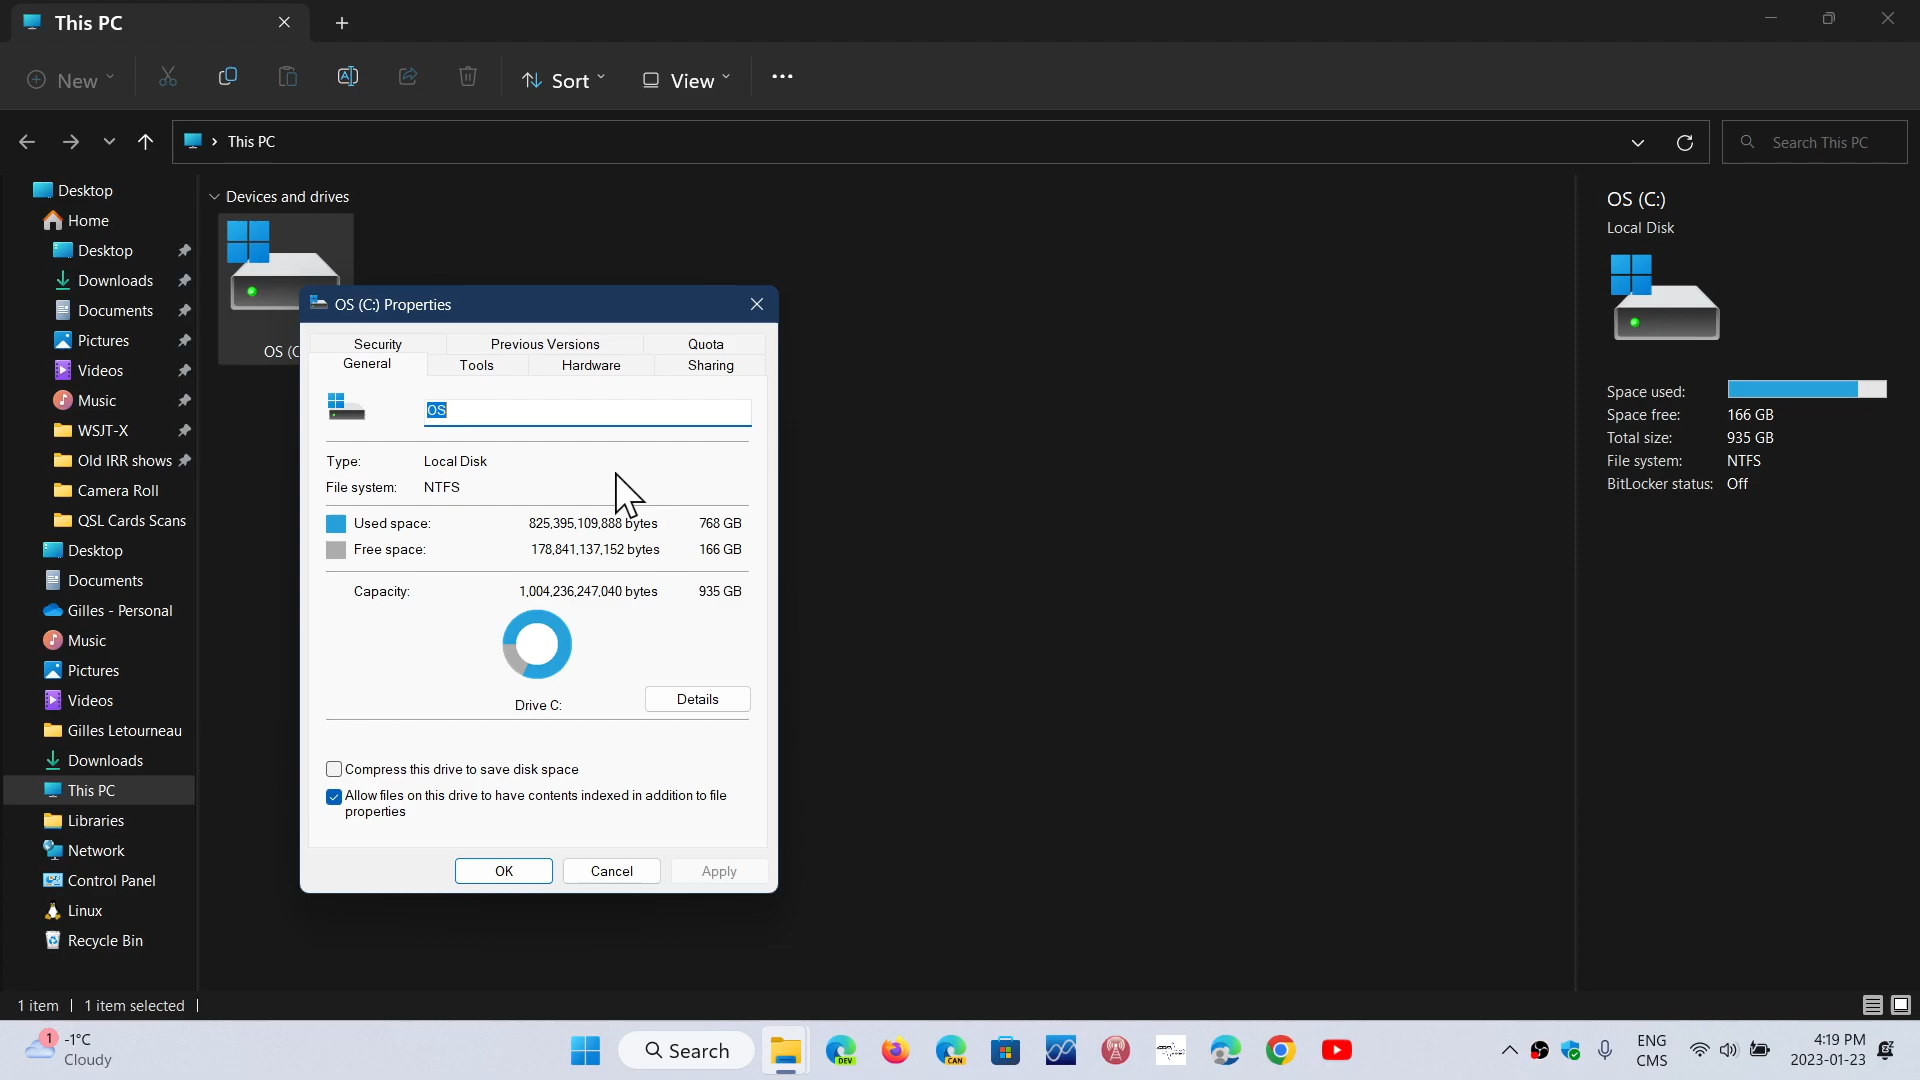 This PC
New
Sort
View
This PC
Search This PC
Desktop
Home
Desktop
Downloads
Documents
Pictures
Videos
Music
WSJT-X
Old IRR shows
Camera Roll
QSL Cards Scans
Desktop
Documents
Gilles - Personal
Music
Pictures
Videos
Gilles Letourneau
Downloads
This PC
Libraries
Network
Control Panel
Linux
Recycle Bin
Devices and drives
OS (C
OS (C:) Properties
Security Previous Versions Quota
General Tools Hardware Sharing
OS
Type: Local Disk
File system: NTFS
Used space: 825,395,109,888 bytes 768 GB
Free space: 178,841,137,152 bytes 166 GB
Capacity: 1,004,236,247,040 bytes 935 GB
Drive C:
Details
Compress this drive to save disk space
Allow files on this drive to have contents indexed in addition to file
properties
OK Cancel Apply
OS (C:)
Local Disk
Space used:
Space free: 166 GB
Total size: 935 GB
File system: NTFS
BitLocker status: Off
1 item 1 item selected
1
-1°C
Cloudy
Search
DEV
CAN
ENG
CMS
4:19 PM
2023-01-23